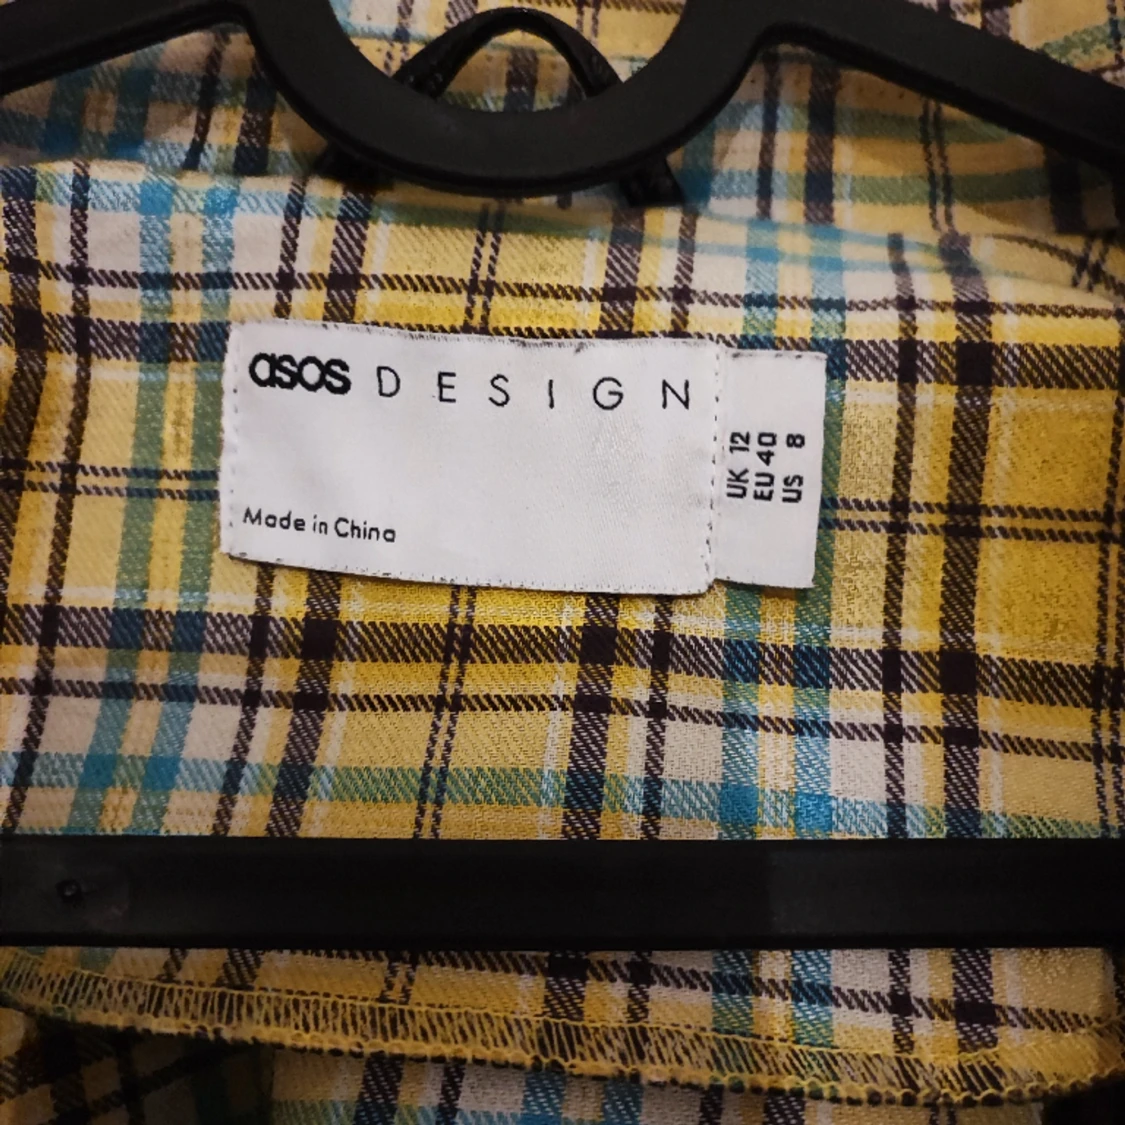 asos DESIGN
Made in China
UK 12
EU 40
US 8